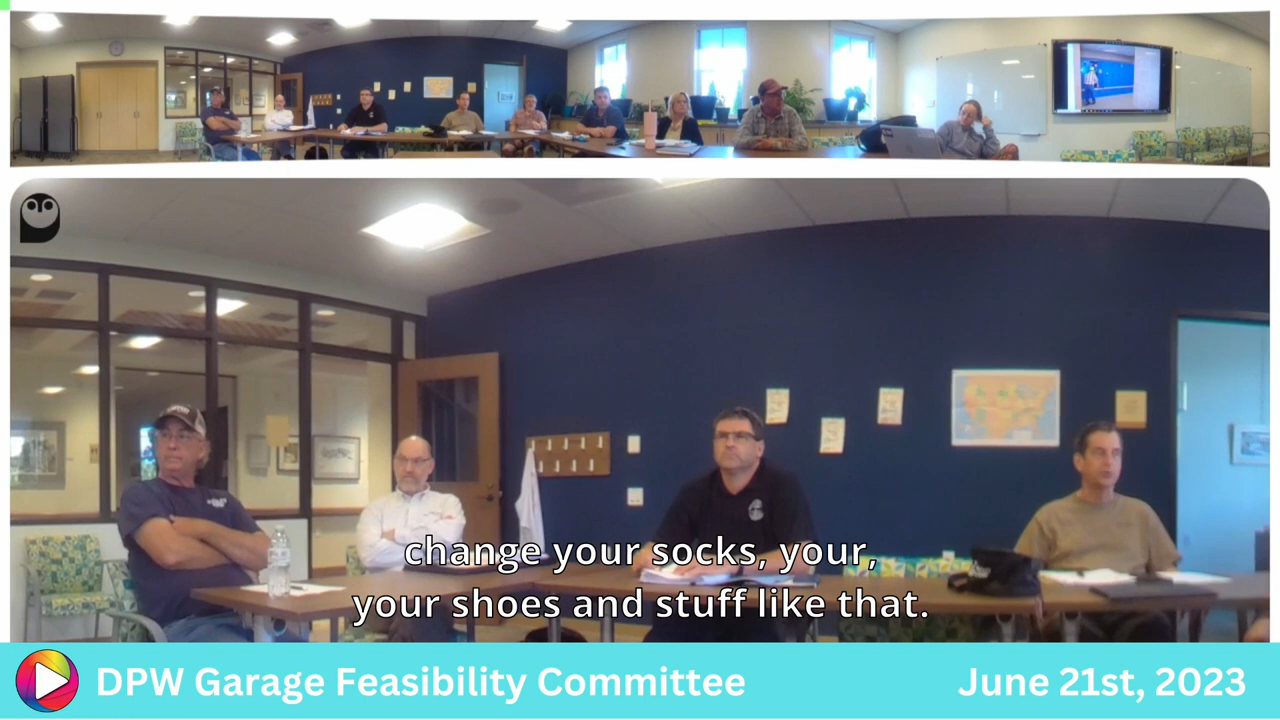 change your socks, your,
your shoes and stuff like that.
DPW Garage Feasibility Committee
June 21st, 2023